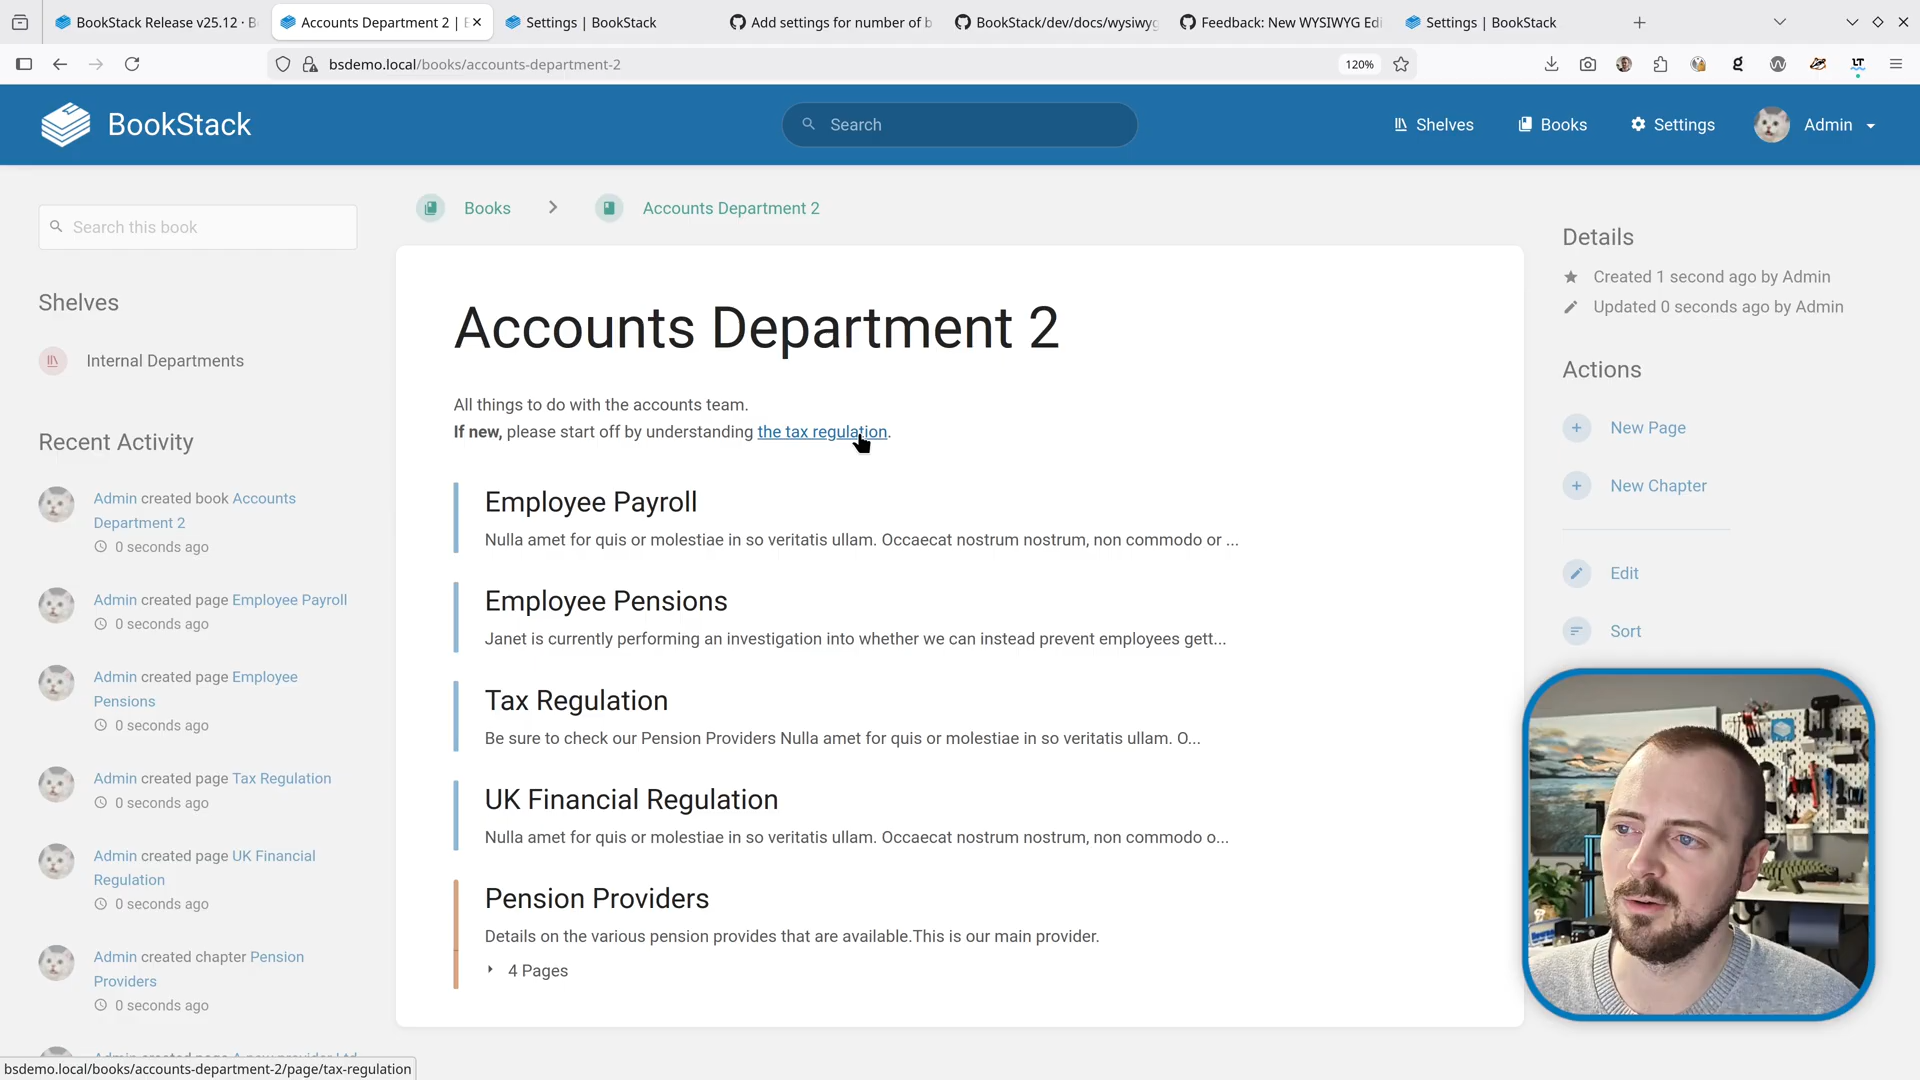 BookStack Release v25.12 · B
Accounts Department 2 | B
Settings | BookStack
Add settings for number of b
BookStack/dev/docs/wysiwyg
Feedback: New WYSIWYG Edi
Settings | BookStack
bsdemo.local/books/accounts-department-2
120%
BookStack
Search
Shelves
Books
Settings
Admin
Search this book
Books
Accounts Department 2
Shelves
Internal Departments
Recent Activity
Admin created book Accounts
Department 2
0 seconds ago
Admin created page Employee Payroll
0 seconds ago
Admin created page Employee
Pensions
0 seconds ago
Admin created page Tax Regulation
0 seconds ago
Admin created page UK Financial
Regulation
0 seconds ago
Admin created chapter Pension
Providers
0 seconds ago
Accounts Department 2
All things to do with the accounts team.
If new, please start off by understanding the tax regulation.
Employee Payroll
Nulla amet for quis or molestiae in so veritatis ullam. Occaecat nostrum nostrum, non commodo or ...
Employee Pensions
Janet is currently performing an investigation into whether we can instead prevent employees gett...
Tax Regulation
Be sure to check our Pension Providers Nulla amet for quis or molestiae in so veritatis ullam. O...
UK Financial Regulation
Nulla amet for quis or molestiae in so veritatis ullam. Occaecat nostrum nostrum, non commodo o...
Pension Providers
Details on the various pension provides that are available.This is our main provider.
4 Pages
Details
Created 1 second ago by Admin
Updated 0 seconds ago by Admin
Actions
New Page
New Chapter
Edit
Sort
bsdemo.local/books/accounts-department-2/page/tax-regulation